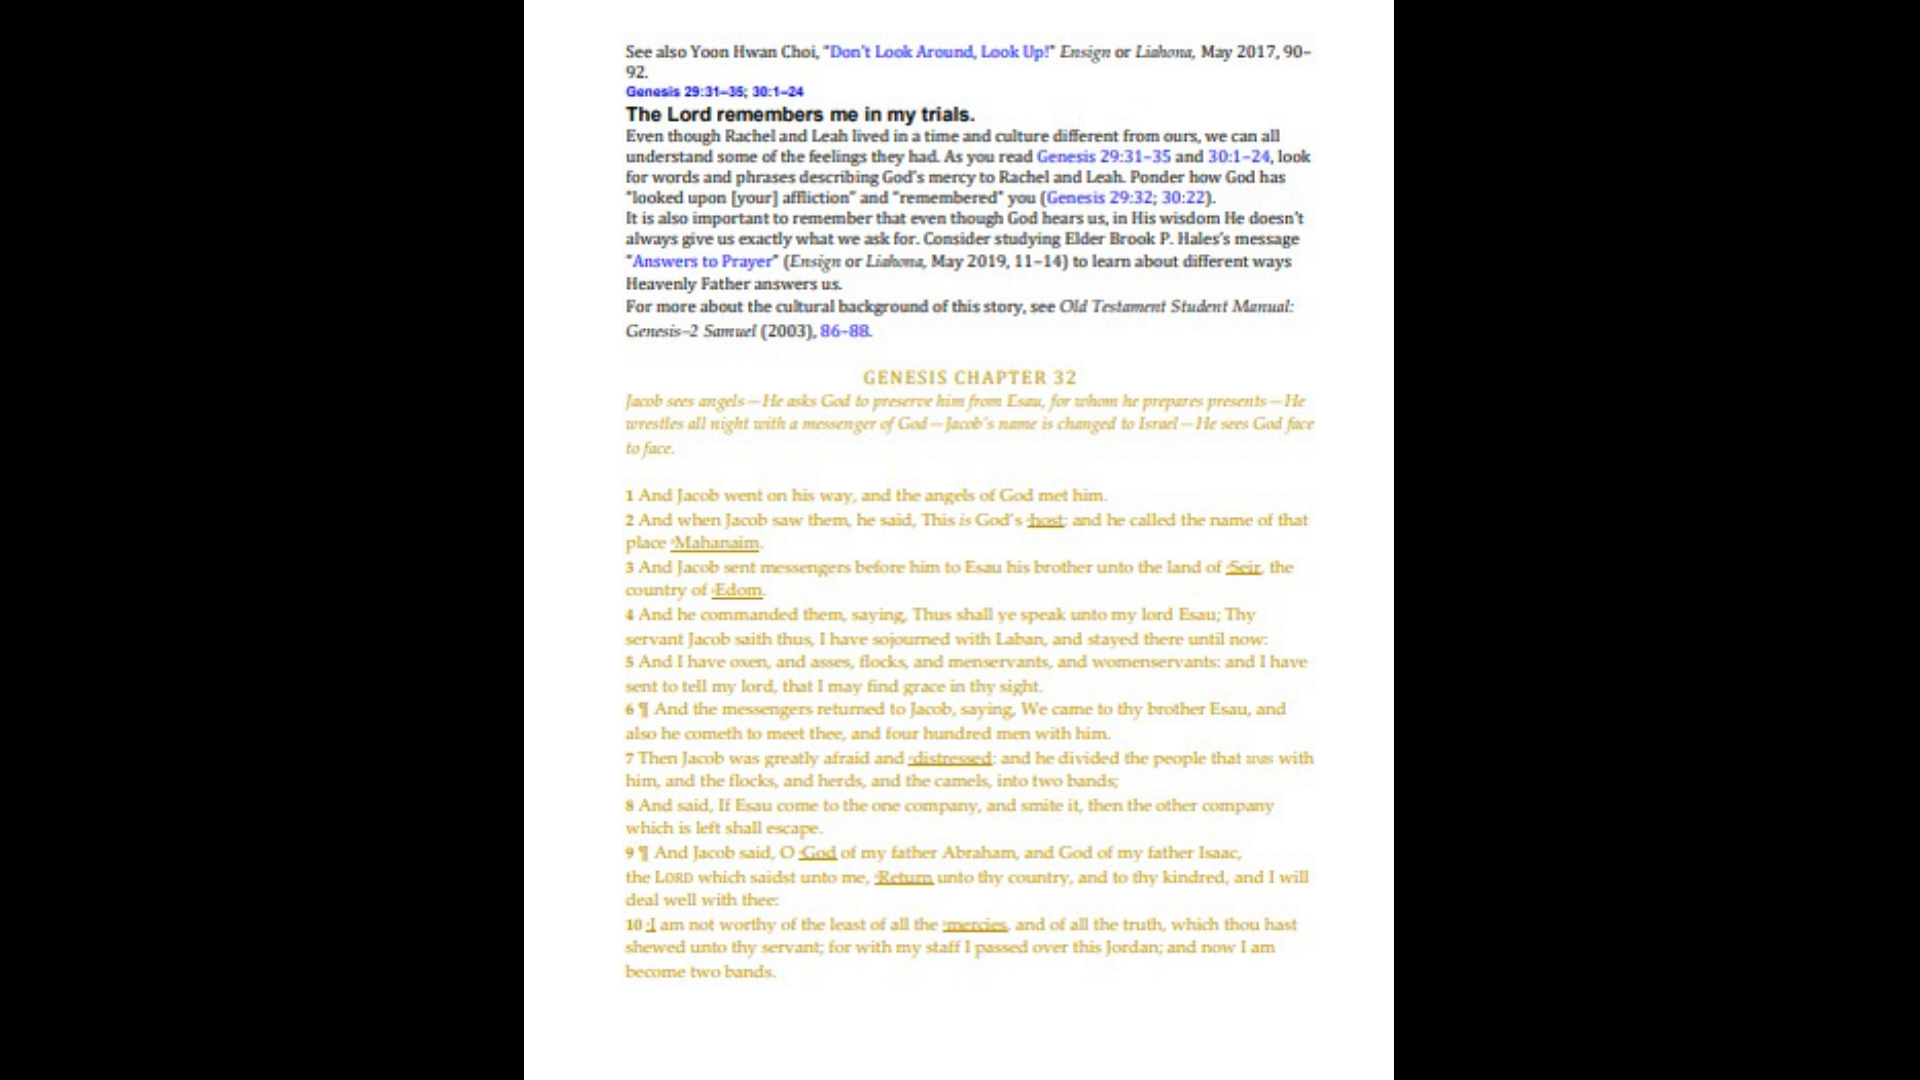 See also Yoon Hwan Choi, “Don’t Look Around, Look Up!” Ensign or Liahona, May 2017, 90–
92.
Genesis 29:31–35; 30:1–24
The Lord remembers me in my trials.
Even though Rachel and Leah lived in a time and culture different from ours, we can all
understand some of the feelings they had. As you read Genesis 29:31–35 and 30:1–24, look
for words and phrases describing God’s mercy to Rachel and Leah. Ponder how God has
“looked upon [your] affliction” and “remembered” you (Genesis 29:32; 30:22).
It is also important to remember that even though God hears us, in His wisdom He doesn’t
always give us exactly what we ask for. Consider studying Elder Brook P. Hales’s message
“Answers to Prayer” (Ensign or Liahona, May 2019, 11–14) to learn about different ways
Heavenly Father answers us.
For more about the cultural background of this story, see Old Testament Student Manual:
Genesis–2 Samuel (2003), 86–88.
GENESIS CHAPTER 32
Jacob sees angels—He asks God to preserve him from Esau, for whom he prepares presents—He
wrestles all night with a messenger of God—Jacob’s name is changed to Israel—He sees God face
to face.
1 And Jacob went on his way, and the angels of God met him.
2 And when Jacob saw them, he said, This is God’s host: and he called the name of that
place Mahanaim.
3 And Jacob sent messengers before him to Esau his brother unto the land of Seir, the
country of Edom.
4 And he commanded them, saying, Thus shall ye speak unto my lord Esau; Thy
servant Jacob saith thus, I have sojourned with Laban, and stayed there until now:
5 And I have oxen, and asses, flocks, and menservants, and womenservants: and I have
sent to tell my lord, that I may find grace in thy sight.
6 ¶ And the messengers returned to Jacob, saying, We came to thy brother Esau, and
also he cometh to meet thee, and four hundred men with him.
7 Then Jacob was greatly afraid and distressed: and he divided the people that was with
him, and the flocks, and herds, and the camels, into two bands;
8 And said, If Esau come to the one company, and smite it, then the other company
which is left shall escape.
9 ¶ And Jacob said, O God of my father Abraham, and God of my father Isaac,
the LORD which saidst unto me, Return unto thy country, and to thy kindred, and I will
deal well with thee:
10 I am not worthy of the least of all the mercies, and of all the truth, which thou hast
shewed unto thy servant; for with my staff I passed over this Jordan; and now I am
become two bands.